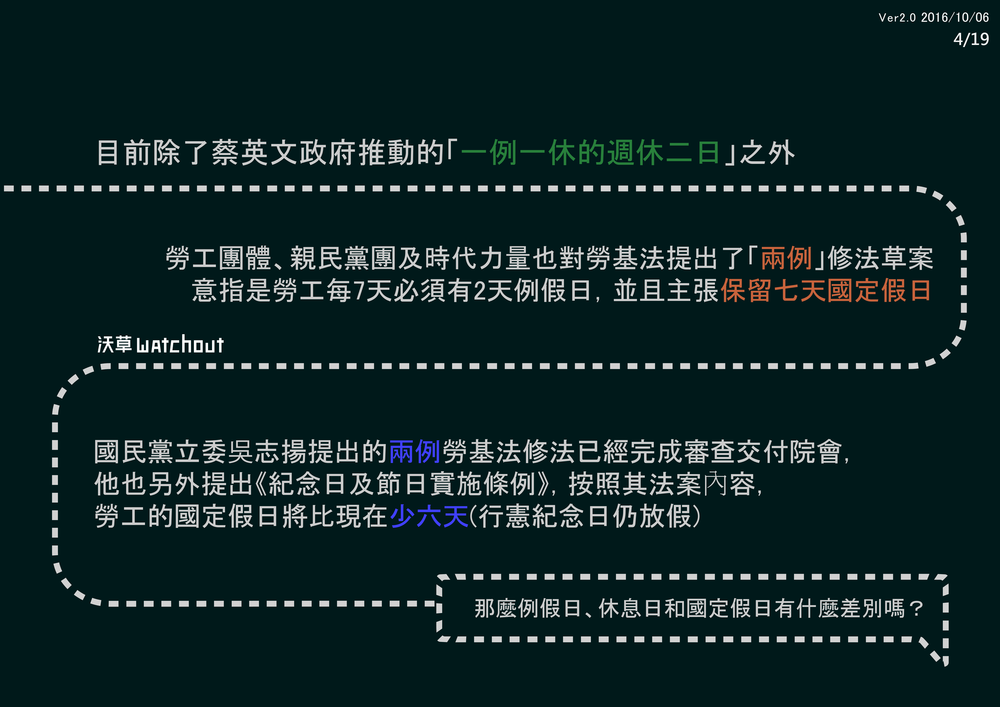 Ver2.0 2016/10/06
4/19
目前除了蔡英文政府推動的「一例一休的週休二日」之外
勞工團體、親民黨團及時代力量也對勞基法提出了「兩例」修法草案
意指是勞工每7天必須有2天例假日，並且主張保留七天國定假日
沃草 watchout
國民黨立委吳志揚提出的兩例勞基法修法已經完成審查交付院會，
他也另外提出《紀念日及節日實施條例》，按照其法案內容，
勞工的國定假日將比現在少六天(行憲紀念日仍放假)
那麼例假日、休息日和國定假日有什麼差別嗎？